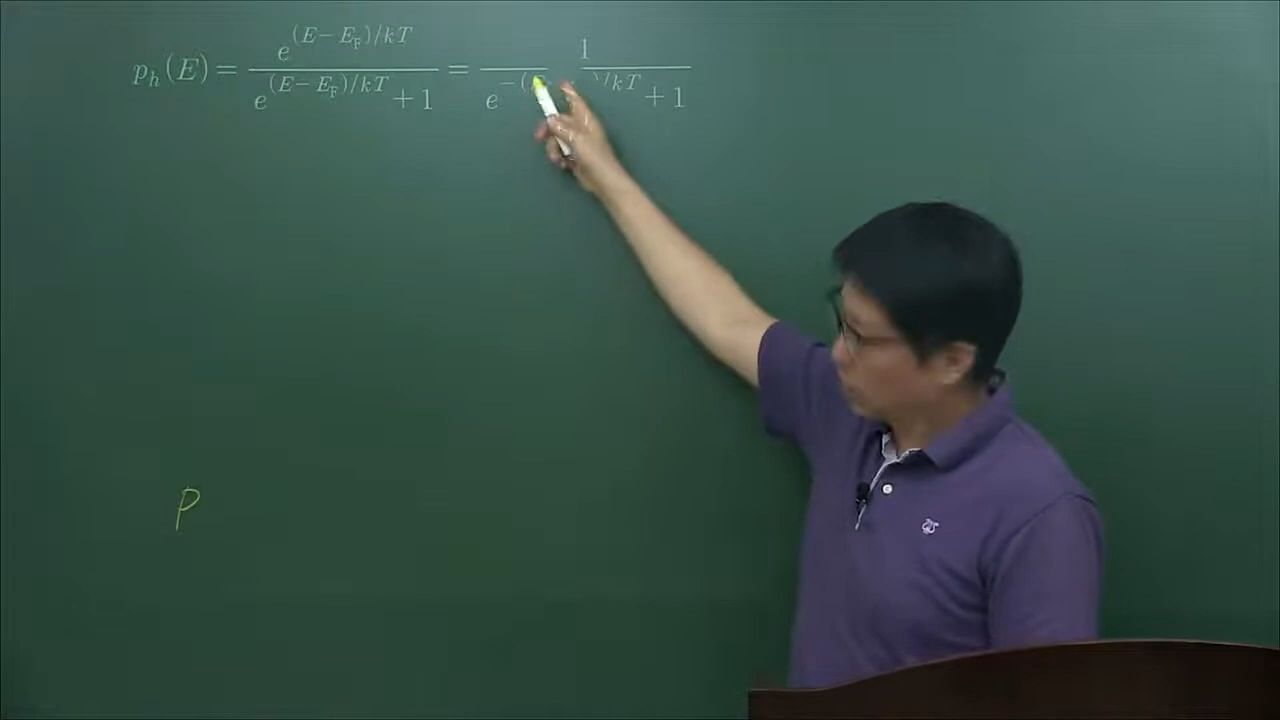 p_h(E) = e^{(E-E_F)/kT} / (e^{(E-E_F)/kT} + 1) = 1 / (e^{-(E )/kT} + 1)
P